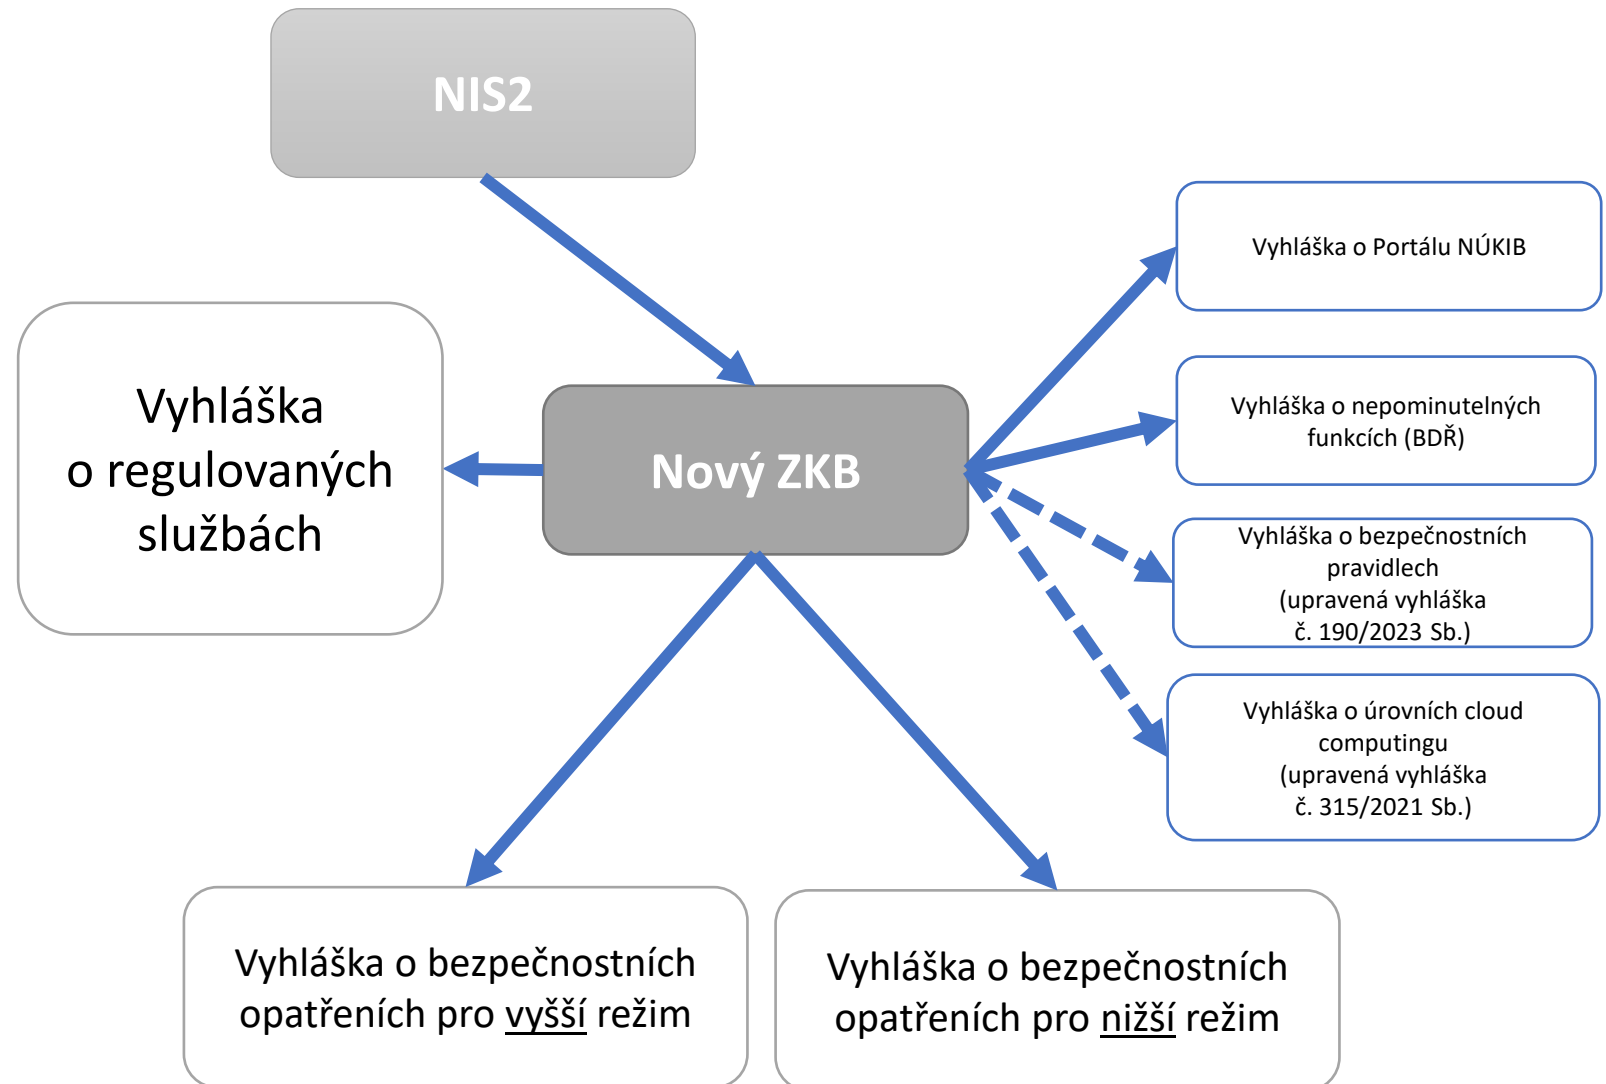 NIS2
Vyhláška o Portálu NÚKIB
Vyhláška
o regulovaných
službách
Nový ZKB
Vyhláška o nepominutelných
funkcích (BDŘ)
Vyhláška o bezpečnostních
pravidlech
(upravená vyhláška
č. 190/2023 Sb.)
Vyhláška o úrovních cloud
computingu
(upravená vyhláška
č. 315/2021 Sb.)
Vyhláška o bezpečnostních
opatřeních pro vyšší režim
Vyhláška o bezpečnostních
opatřeních pro nižší režim